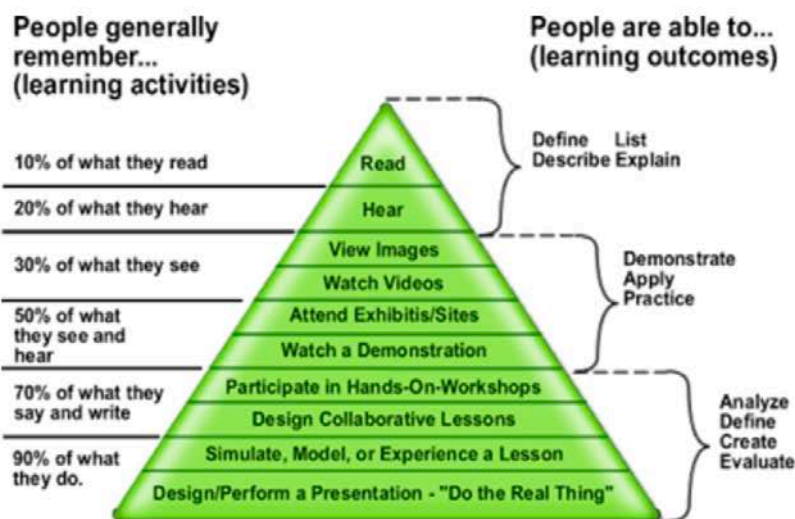 People generally
remember...
(learning activities)
People are able to...
(learning outcomes)
10% of what they read
20% of what they hear
30% of what they see
50% of what
they see and
hear
70% of what they
say and write
90% of what
they do.
Read
Hear
View Images
Watch Videos
Attend Exhibitis/Sites
Watch a Demonstration
Participate in Hands-On-Workshops
Design Collaborative Lessons
Simulate, Model, or Experience a Lesson
Design/Perform a Presentation - "Do the Real Thing"
Define List
Describe Explain
Demonstrate
Apply
Practice
Analyze
Define
Create
Evaluate